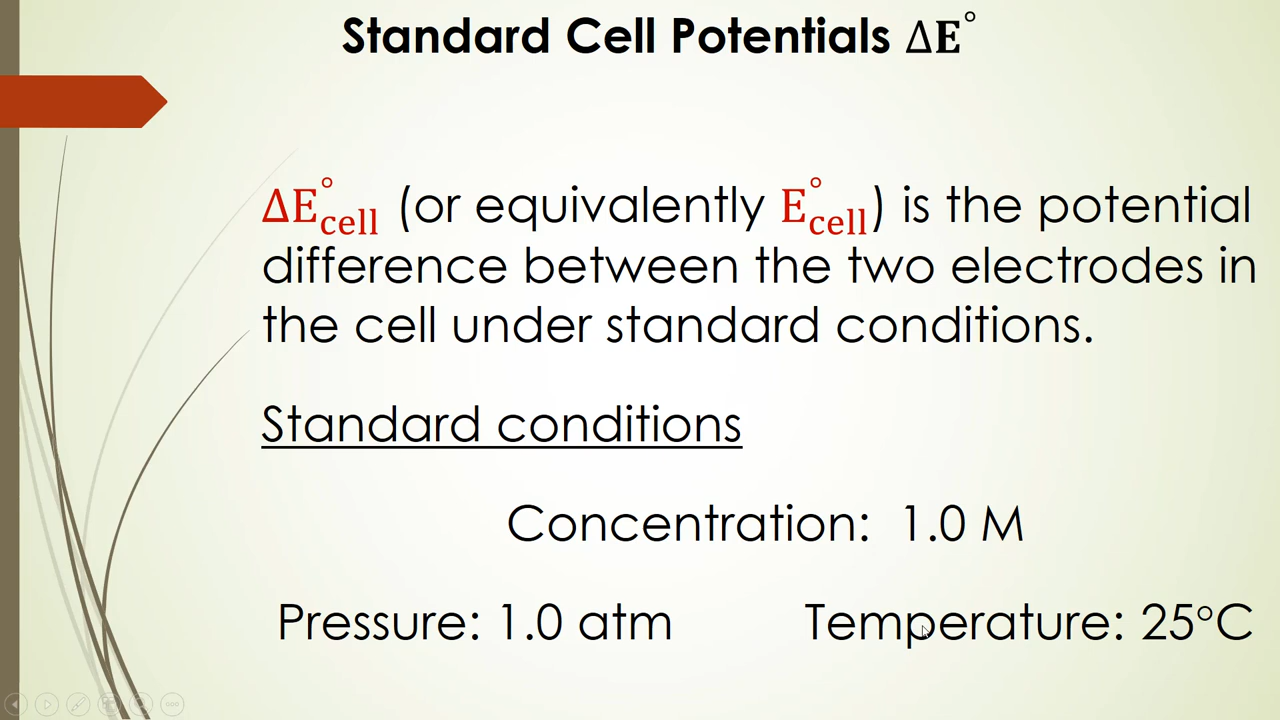 Standard Cell Potentials ΔE°
ΔE°cell (or equivalently E°cell) is the potential
difference between the two electrodes in
the cell under standard conditions.
Standard conditions
Concentration: 1.0 M
Pressure: 1.0 atm Temperature: 25°C